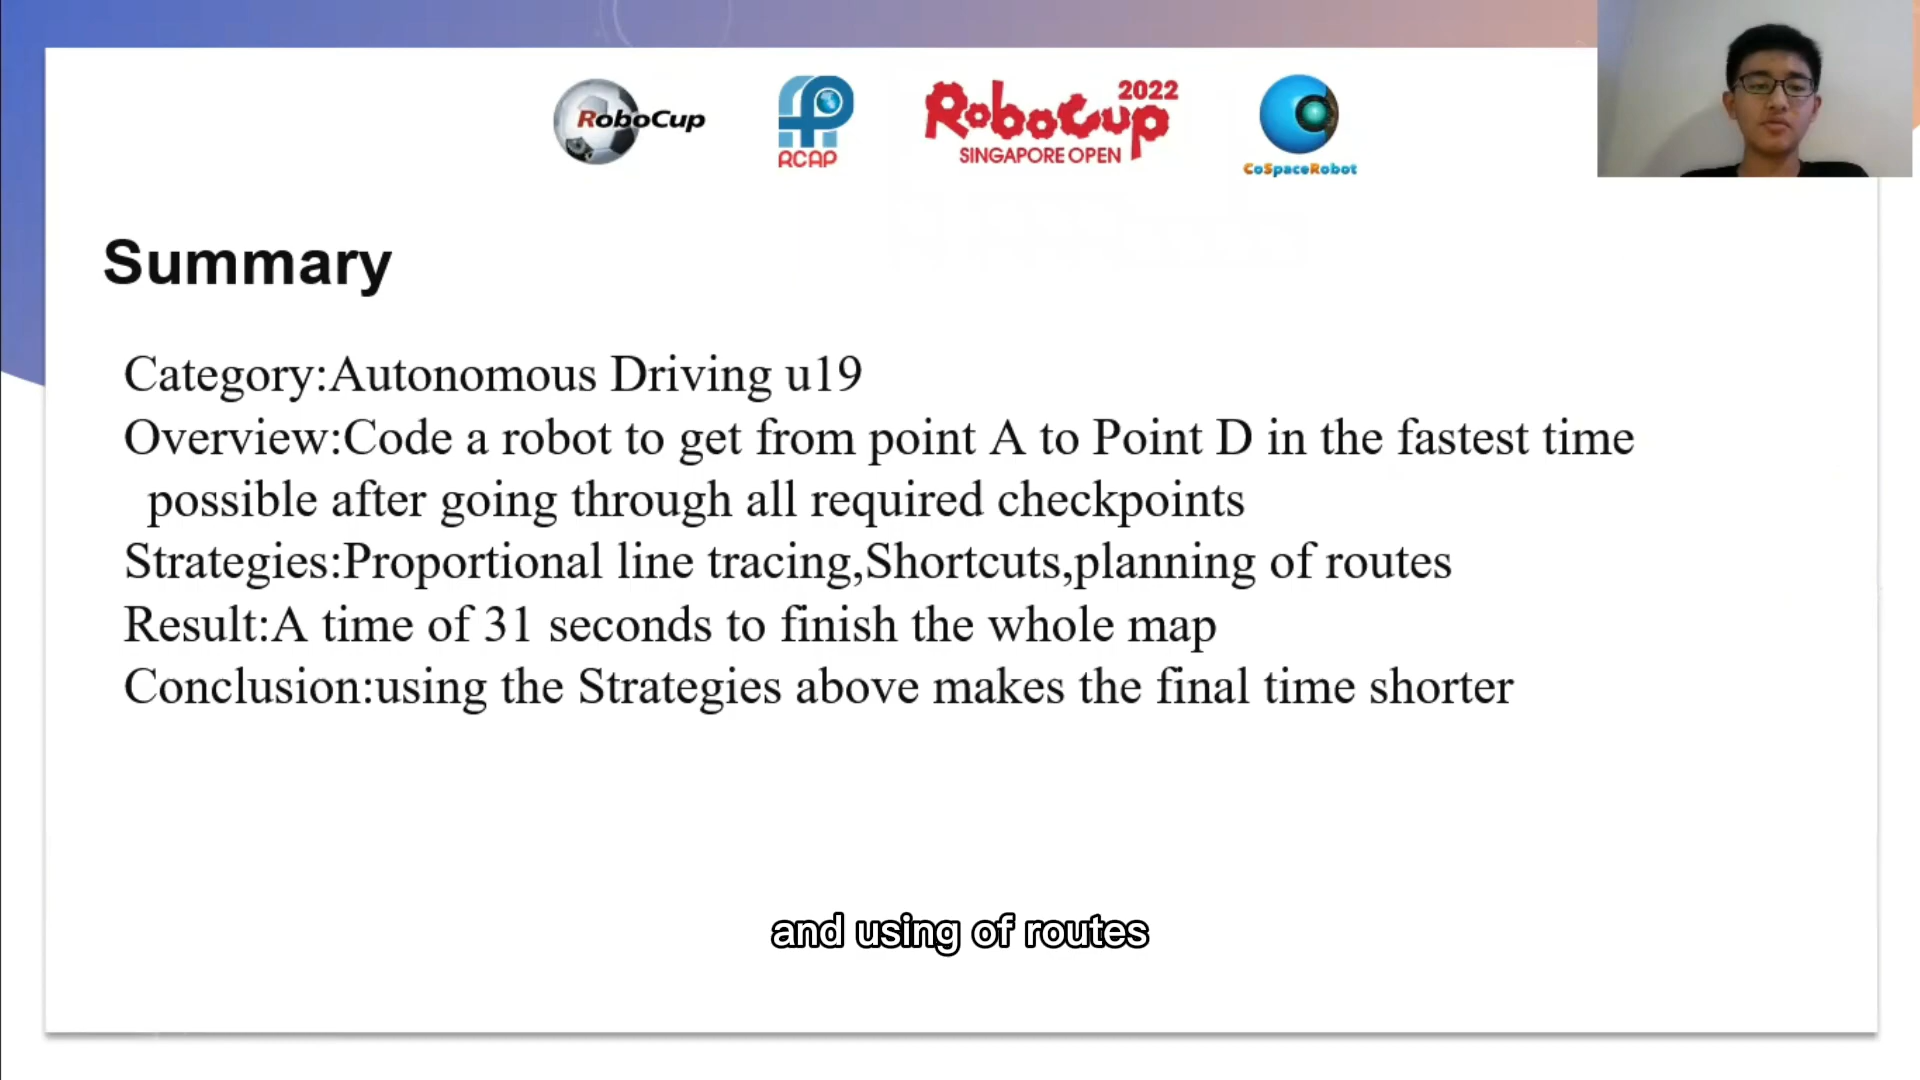 RoboCup
RCAP
RoboCup 2022
SINGAPORE OPEN
CoSpaceRobot
Summary
Category:Autonomous Driving u19
Overview:Code a robot to get from point A to Point D in the fastest time
possible after going through all required checkpoints
Strategies:Proportional line tracing,Shortcuts,planning of routes
Result:A time of 31 seconds to finish the whole map
Conclusion:using the Strategies above makes the final time shorter
and using of routes